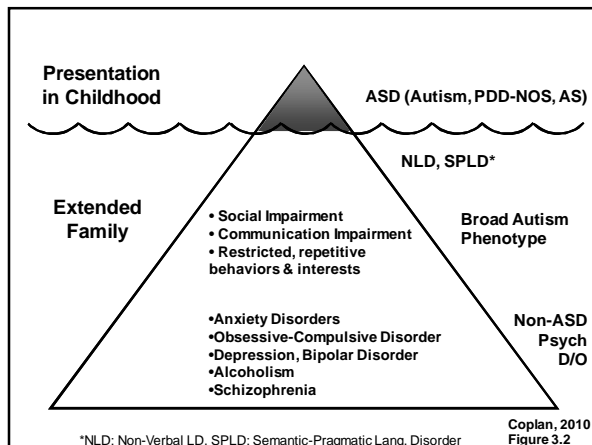 Presentation
in Childhood
ASD (Autism, PDD-NOS, AS)
NLD, SPLD*
Extended
Family
• Social Impairment
• Communication Impairment
• Restricted, repetitive
behaviors & interests
Broad Autism
Phenotype
•Anxiety Disorders
•Obsessive-Compulsive Disorder
•Depression, Bipolar Disorder
•Alcoholism
•Schizophrenia
Non-ASD
Psych
D/O
*NLD: Non-Verbal LD. SPLD: Semantic-Pragmatic Lang. Disorder
Coplan, 2010
Figure 3.2